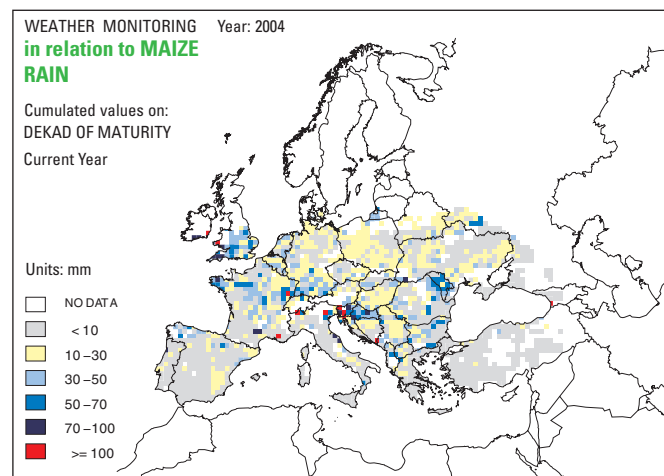 WEATHER MONITORING Year: 2004
in relation to MAIZE
RAIN
Cumulated values on:
DEKAD OF MATURITY
Current Year
Units: mm
NO DATA
< 10
10 – 30
30 – 50
50 – 70
70 – 100
>= 100